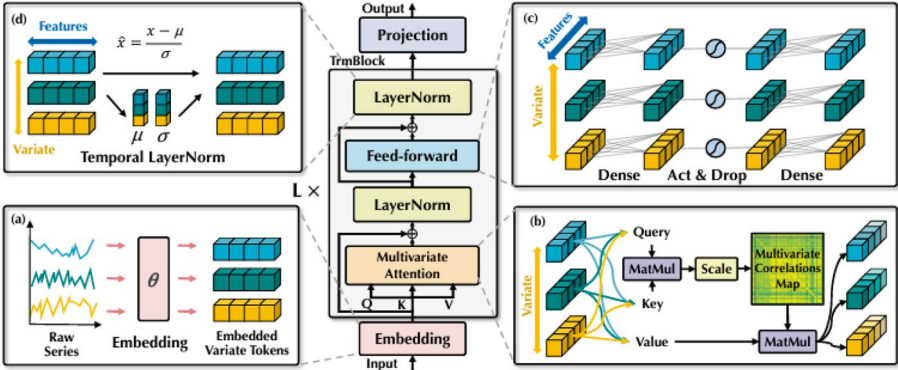 (d)
Features
x̂ = x − μ / σ
μ σ
Variate
Temporal LayerNorm
(a)
θ
Raw
Series
Embedding
Embedded
Variate Tokens
Output
Projection
TrmBlock
LayerNorm
Feed-forward
L ×
LayerNorm
Multivariate
Attention
Q K V
Embedding
Input
(c)
Features
Variate
Dense Act & Drop Dense
(b)
Variate
Query
MatMul
Scale
Multivariate
Correlations
Map
Key
Value
MatMul